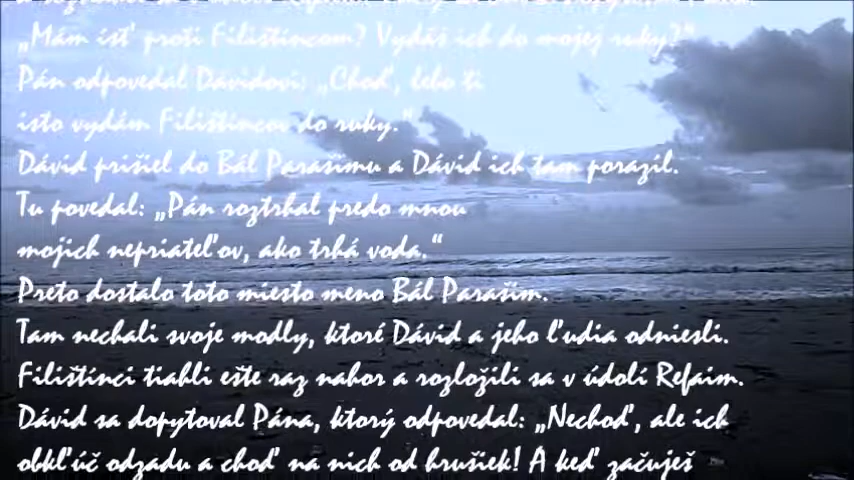 „Mám ísť proti Filištíncom? Vydáš ich do mojej ruky?“
Pán odpovedal Dávidovi: „Choď, lebo ti
isto vydám Filištíncov do ruky.“
Dávid prišiel do Bál Parašimu a Dávid ich tam porazil.
Tu povedal: „Pán roztrhal predo mnou
mojich nepriateľov, ako trhá voda.“
Preto dostalo toto miesto meno Bál Parašim.
Tam nechali svoje modly, ktoré Dávid a jeho ľudia odniesli.
Filištínci tiahli ešte raz nahor a rozložili sa v údolí Refaim.
Dávid sa dopytoval Pána, ktorý odpovedal: „Nechoď, ale ich
obkľúč odzadu a choď na nich od hrušiek! A keď začuješ